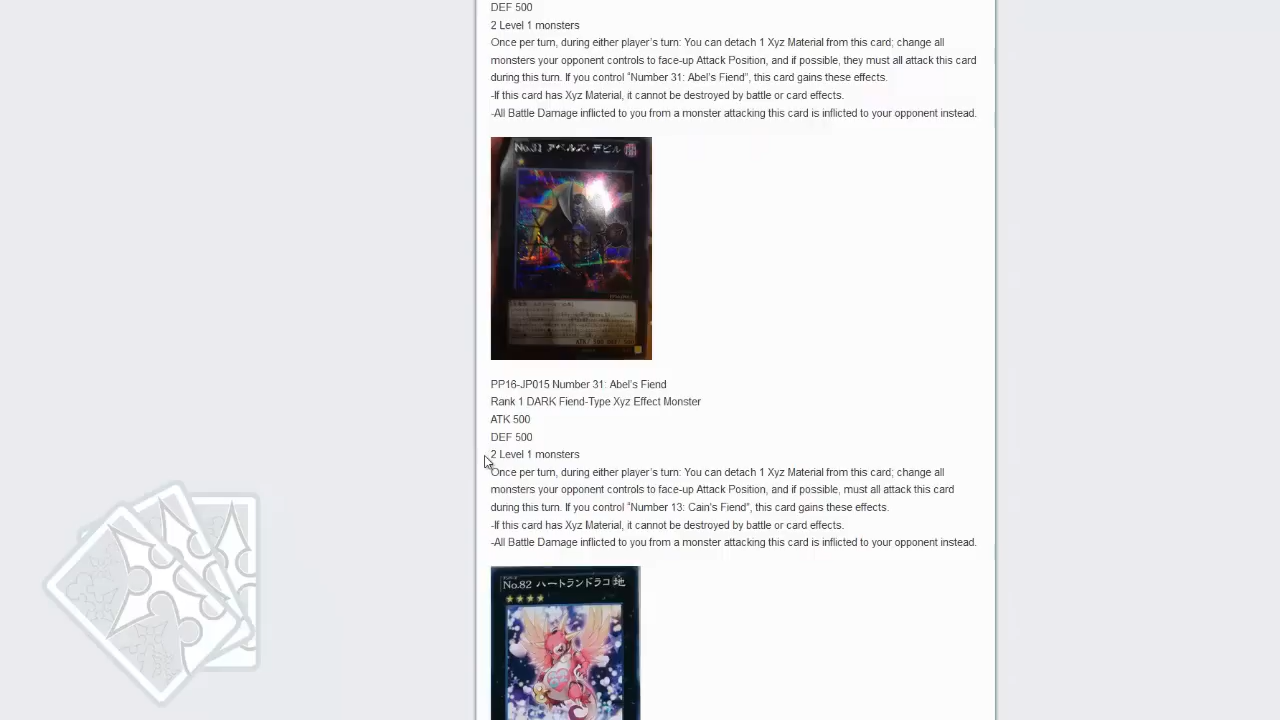 DEF 500
2 Level 1 monsters
Once per turn, during either player's turn: You can detach 1 Xyz Material from this card; change all
monsters your opponent controls to face-up Attack Position, and if possible, they must all attack this card
during this turn. If you control "Number 31: Abel's Fiend", this card gains these effects.
-If this card has Xyz Material, it cannot be destroyed by battle or card effects.
-All Battle Damage inflicted to you from a monster attacking this card is inflicted to your opponent instead.
No.31 アベルズ・デビル
PP16-JP015 Number 31: Abel's Fiend
Rank 1 DARK Fiend-Type Xyz Effect Monster
ATK 500
DEF 500
2 Level 1 monsters
Once per turn, during either player's turn: You can detach 1 Xyz Material from this card; change all
monsters your opponent controls to face-up Attack Position, and if possible, must all attack this card
during this turn. If you control "Number 13: Cain's Fiend", this card gains these effects.
-If this card has Xyz Material, it cannot be destroyed by battle or card effects.
-All Battle Damage inflicted to you from a monster attacking this card is inflicted to your opponent instead.
No.82 ハートランドラコ 地